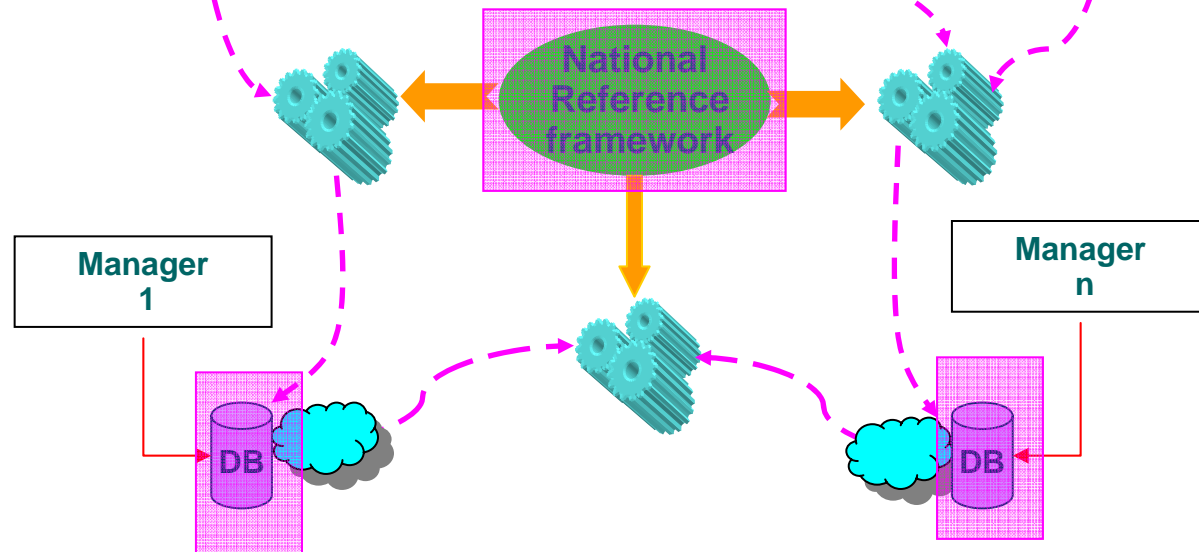 National
Reference
framework
Manager
1
Manager
n
DB
DB